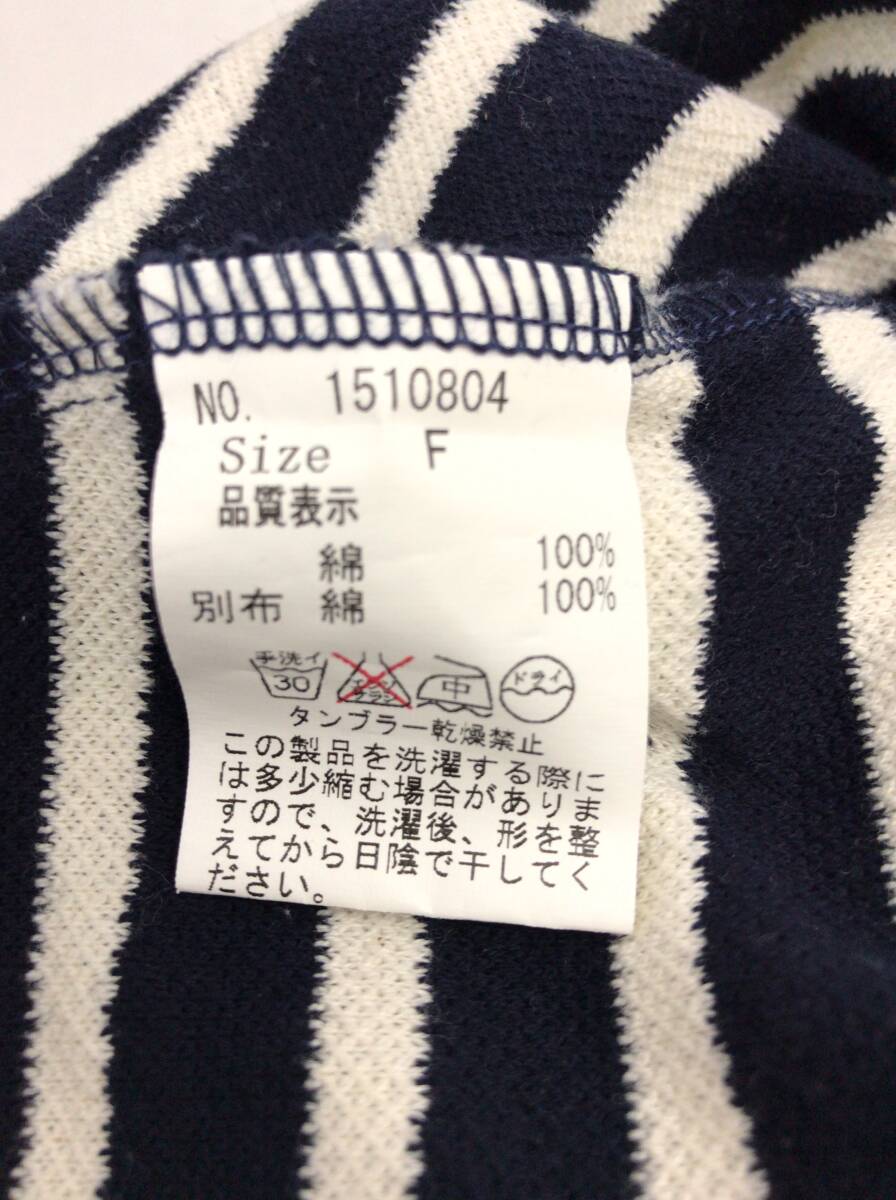 NO. 1510804
Size F
品質表示
綿 100%
別布 綿 100%
手洗イ 30 エンソサラシ 中 ドライ
タンブラー乾燥禁止
この製品を洗濯する際に
は多少縮む場合がありま
すので、洗濯後、形を整
えてから日陰で干してく
ださい。